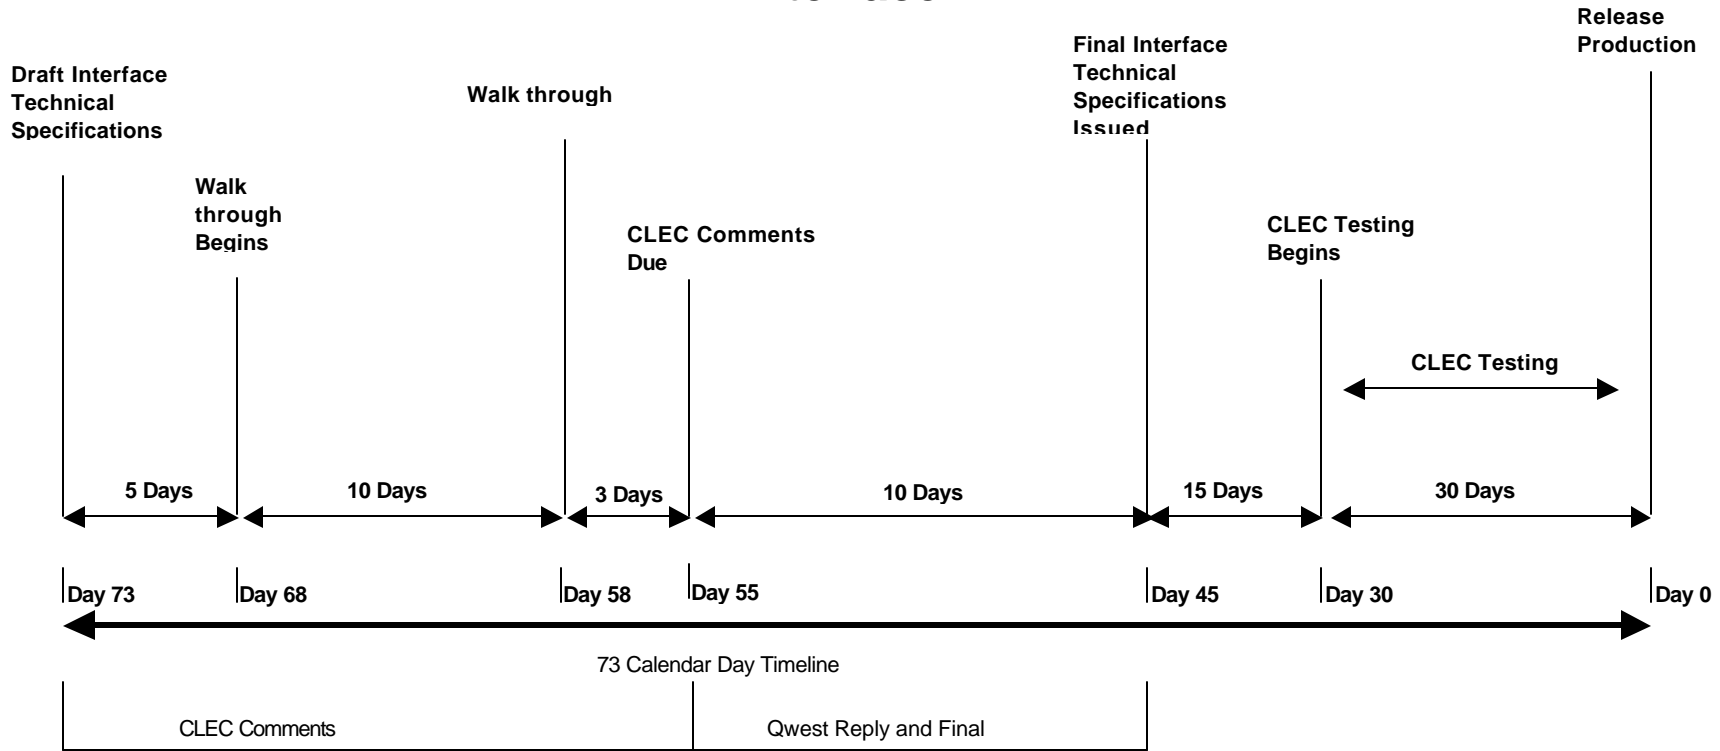 Release
Production
Final Interface
Technical
Specifications
Issued
Draft Interface
Technical
Specifications
Walk through
Walk
through
Begins
CLEC Comments
Due
CLEC Testing
Begins
CLEC Testing
5 Days
10 Days
3 Days
10 Days
15 Days
30 Days
Day 73
Day 68
Day 58
Day 55
Day 45
Day 30
Day 0
73 Calendar Day Timeline
CLEC Comments
Qwest Reply and Final